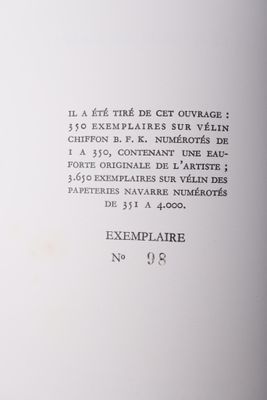 IL A ÉTÉ TIRÉ DE CET OUVRAGE :
350 EXEMPLAIRES SUR VÉLIN
CHIFFON B. F. K. NUMÉROTÉS DE
1 A 350, CONTENANT UNE EAU-
FORTE ORIGINALE DE L'ARTISTE ;
3.650 EXEMPLAIRES SUR VÉLIN DES
PAPETERIES NAVARRE NUMÉROTÉS
DE 351 A 4.000.
EXEMPLAIRE
No 98